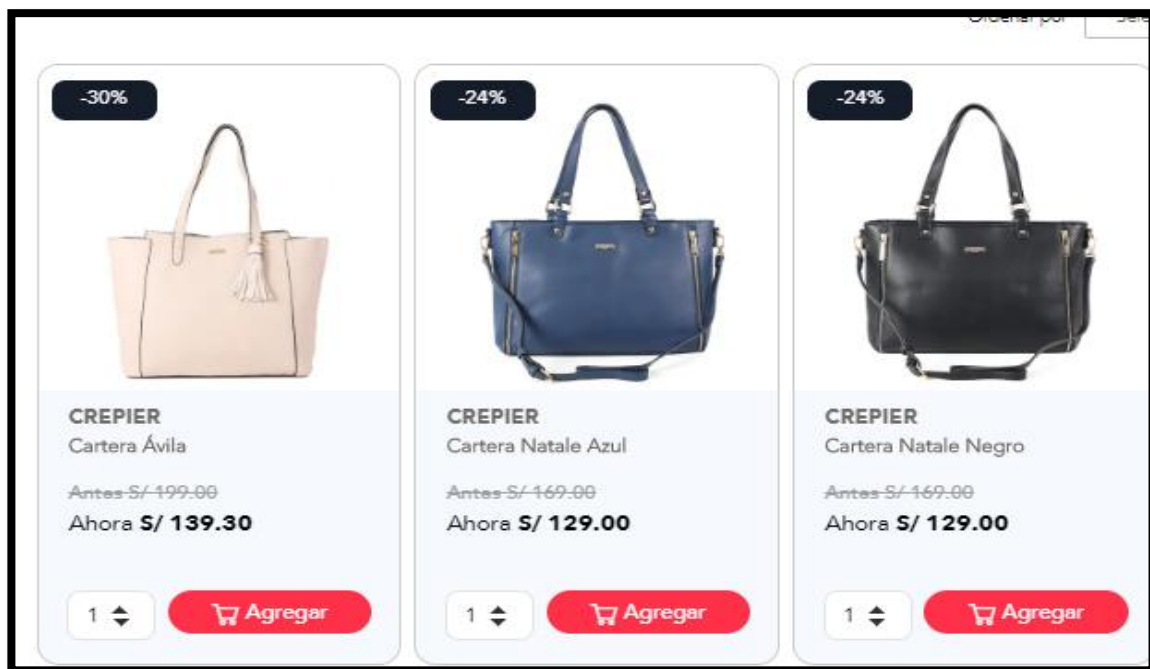 Ordenar por
-30%
CREPIER
Cartera Ávila
Antes S/ 199.00
Ahora S/ 139.30
1
Agregar
-24%
CREPIER
Cartera Natale Azul
Antes S/ 169.00
Ahora S/ 129.00
1
Agregar
-24%
CREPIER
Cartera Natale Negro
Antes S/ 169.00
Ahora S/ 129.00
1
Agregar